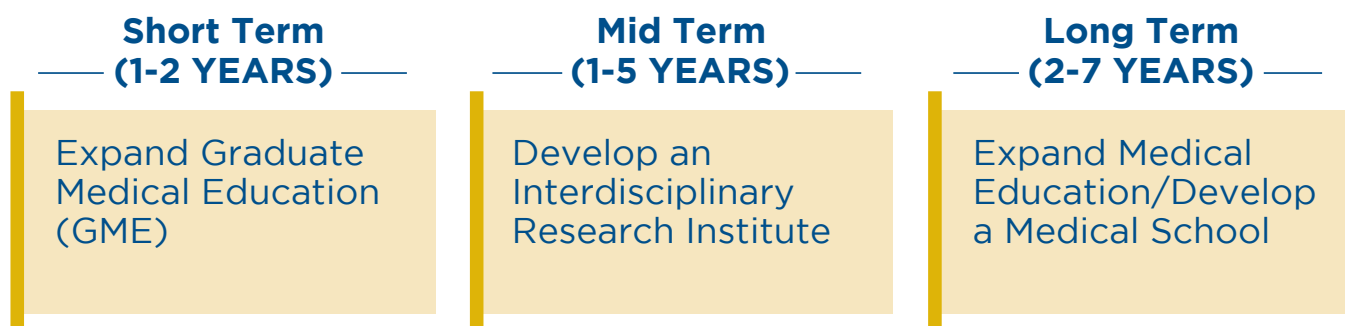 Short Term
(1-2 YEARS)
Expand Graduate
Medical Education
(GME)
Mid Term
(1-5 YEARS)
Develop an
Interdisciplinary
Research Institute
Long Term
(2-7 YEARS)
Expand Medical
Education/Develop
a Medical School